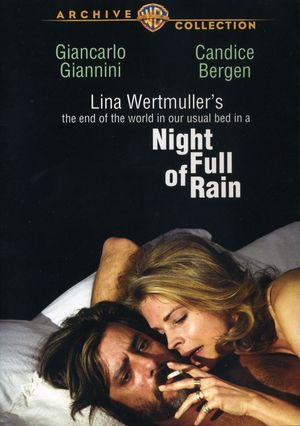 ARCHIVE WB COLLECTION
Giancarlo Candice
Giannini Bergen
Lina Wertmuller's
the end of the world in our usual bed in a
Night
Full
of
Rain